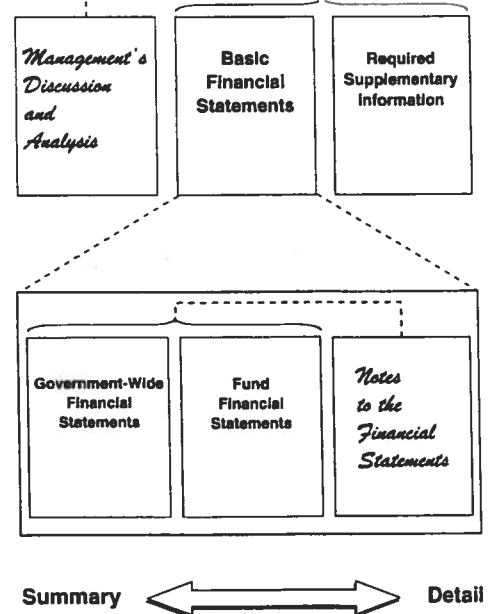 Management's
Discussion
and
Analysis
Basic
Financial
Statements
Required
Supplementary
Information
Government-Wide
Financial
Statements
Fund
Financial
Statements
Notes
to the
Financial
Statements
Summary
Detail